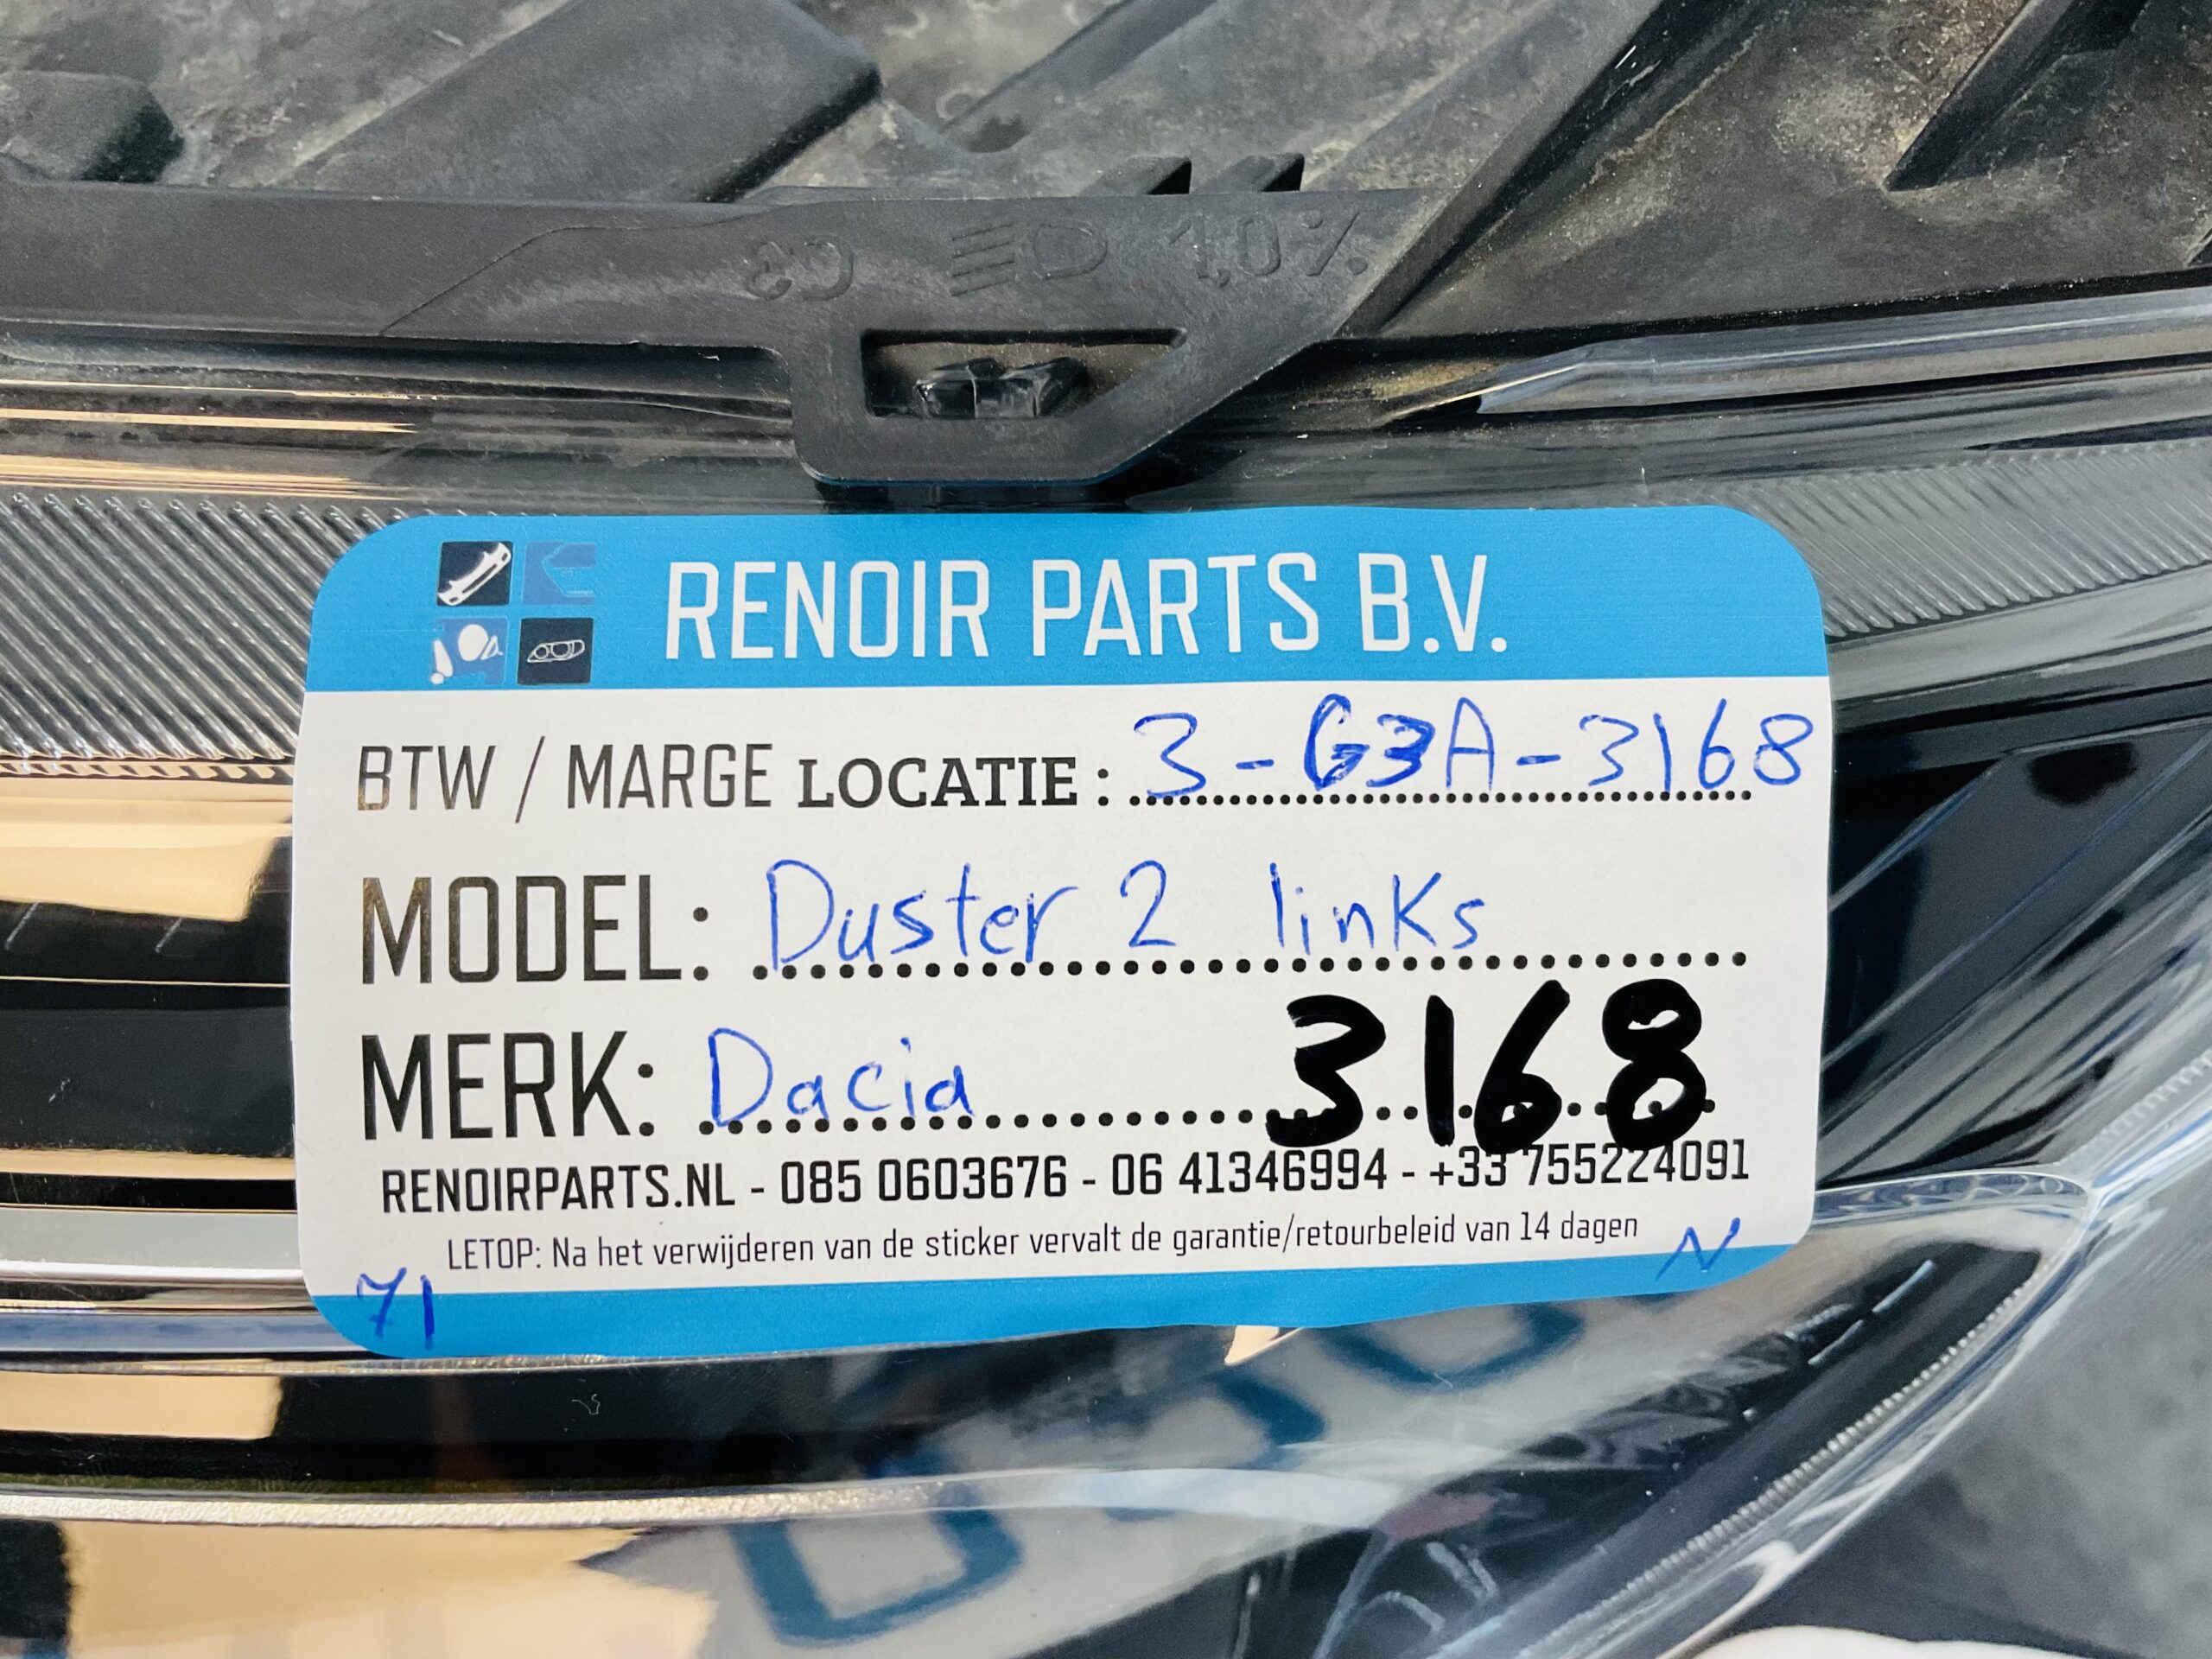 1.0%
RENOIR PARTS B.V.
BTW / MARGE LOCATIE : 3-G3A-3168
MODEL: Duster 2 links
MERK: Dacia 3168
RENOIRPARTS.NL - 085 0603676 - 06 41346994 - +33 755224091
LETOP: Na het verwijderen van de sticker vervalt de garantie/retourbeleid van 14 dagen
71 N